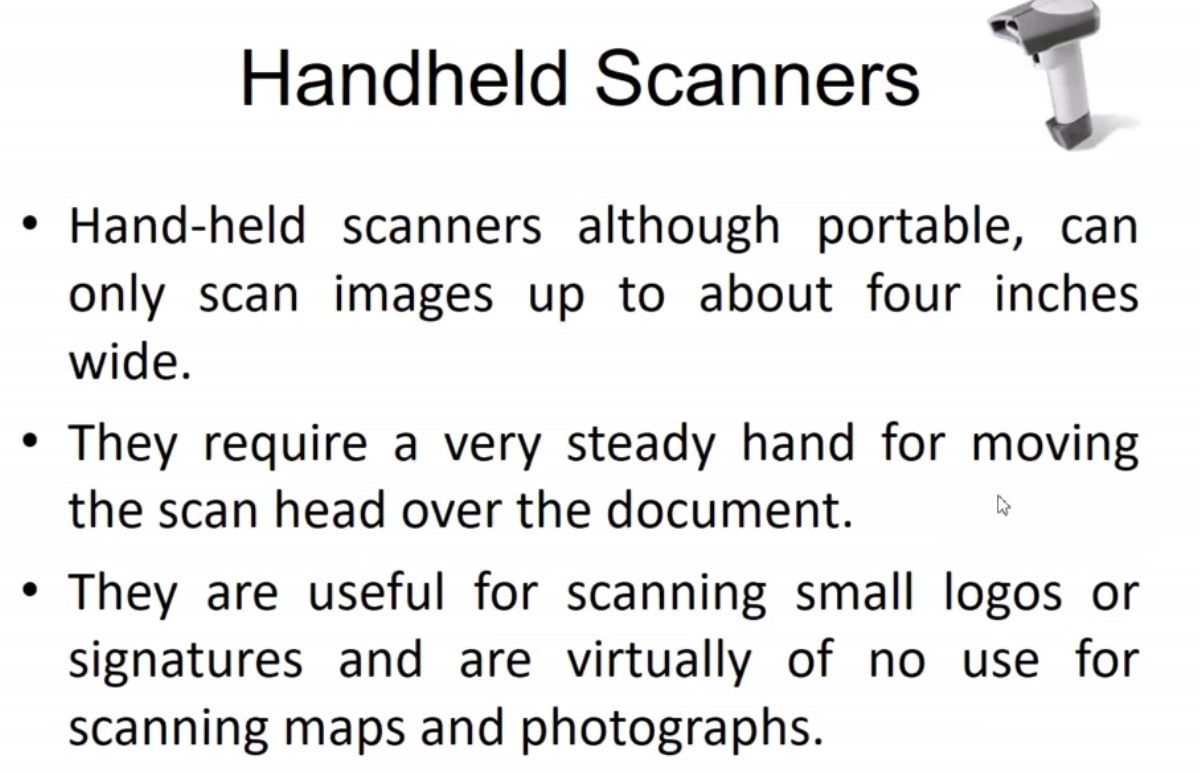 Handheld Scanners
• Hand-held scanners although portable, can
only scan images up to about four inches
wide.
• They require a very steady hand for moving
the scan head over the document.
• They are useful for scanning small logos or
signatures and are virtually of no use for
scanning maps and photographs.